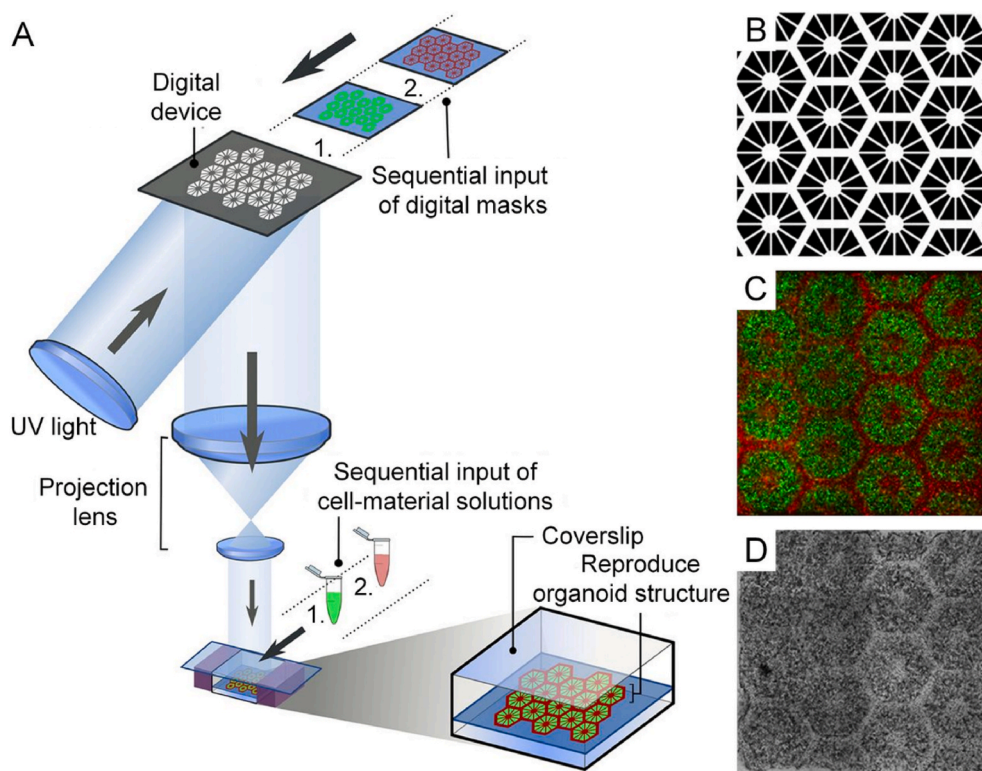 A
Digital
device
2.
1.
Sequential input
of digital masks
UV light
Projection
lens
Sequential input of
cell-material solutions
2.
1.
Coverslip
Reproduce
organoid structure
B
C
D